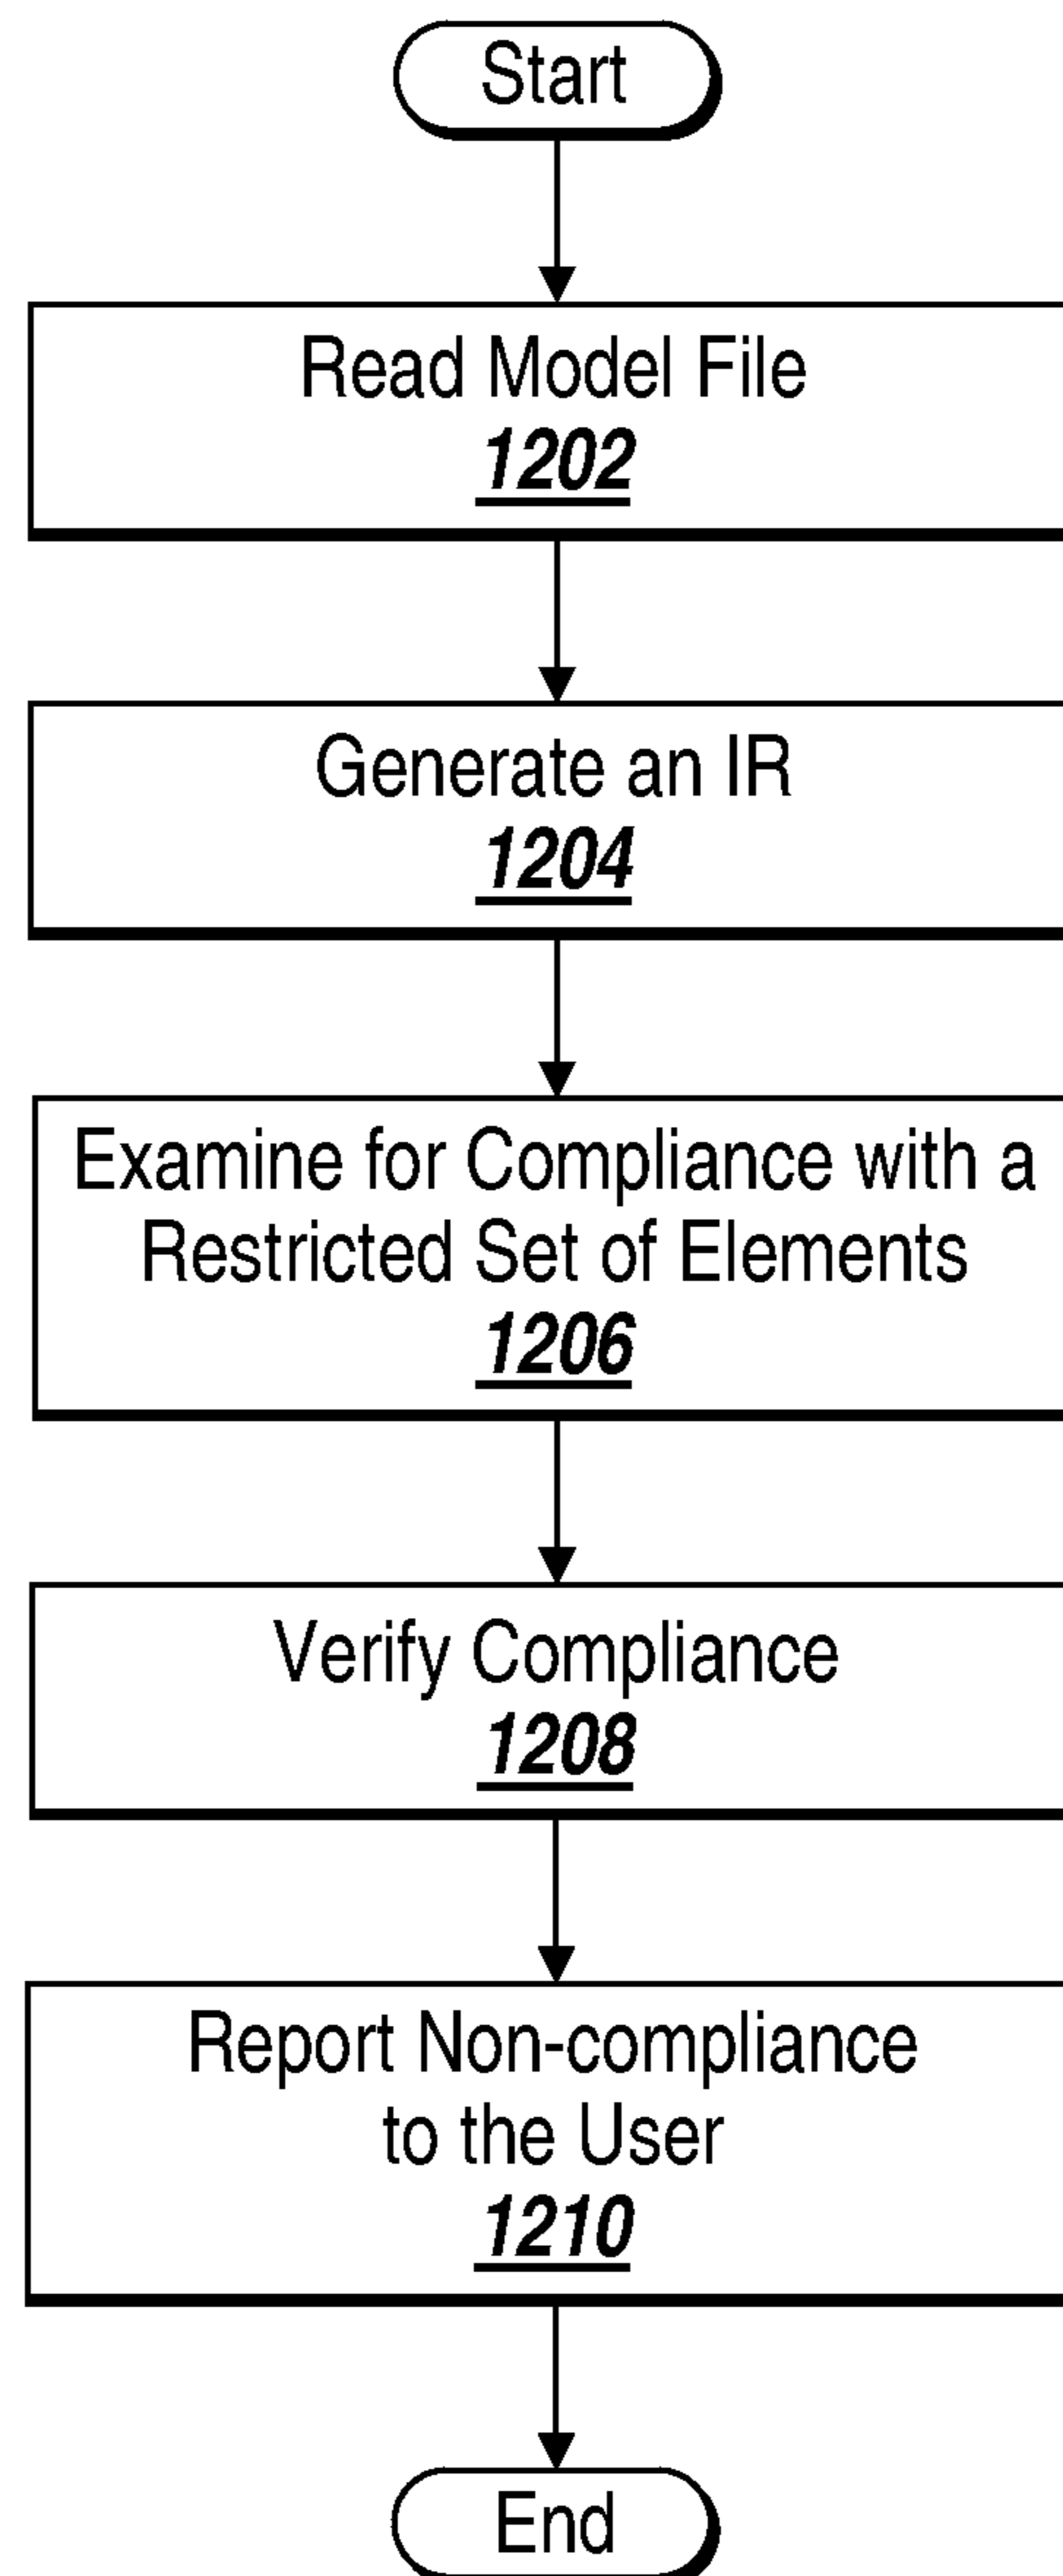 Start
Read Model File
1202
Generate an IR
1204
Examine for Compliance with a
Restricted Set of Elements
1206
Verify Compliance
1208
Report Non-compliance
to the User
1210
End